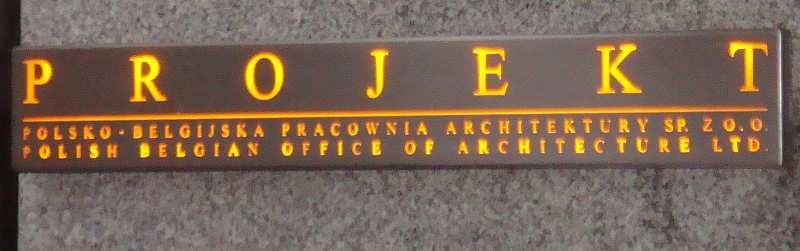 PROJEKT
POLSKO-BELGIJSKA PRACOWNIA ARCHITEKTURY SP. Z O.O.
POLISH BELGIAN OFFICE OF ARCHITECTURE LTD.